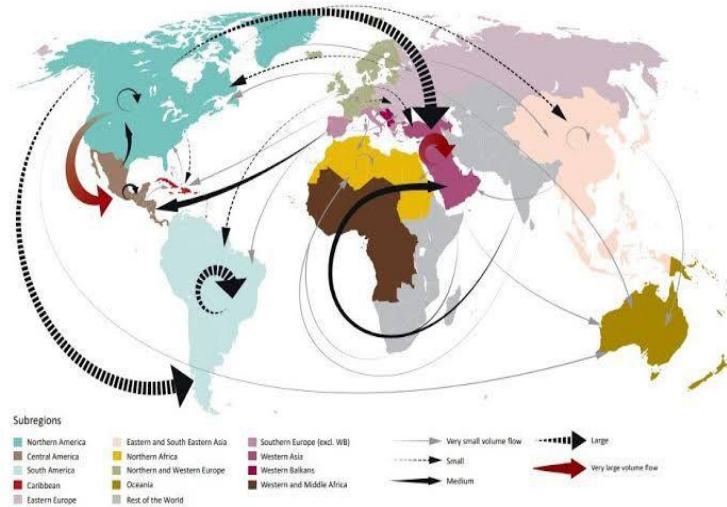 Subregions
Northern America
Central America
South America
Caribbean
Eastern Europe
Eastern and South Eastern Asia
Northern Africa
Northern and Western Europe
Oceania
Rest of the World
Southern Europe (excl. WB)
Western Asia
Western Balkans
Western and Middle Africa
Very small volume flow
Small
Medium
Large
Very large volume flow